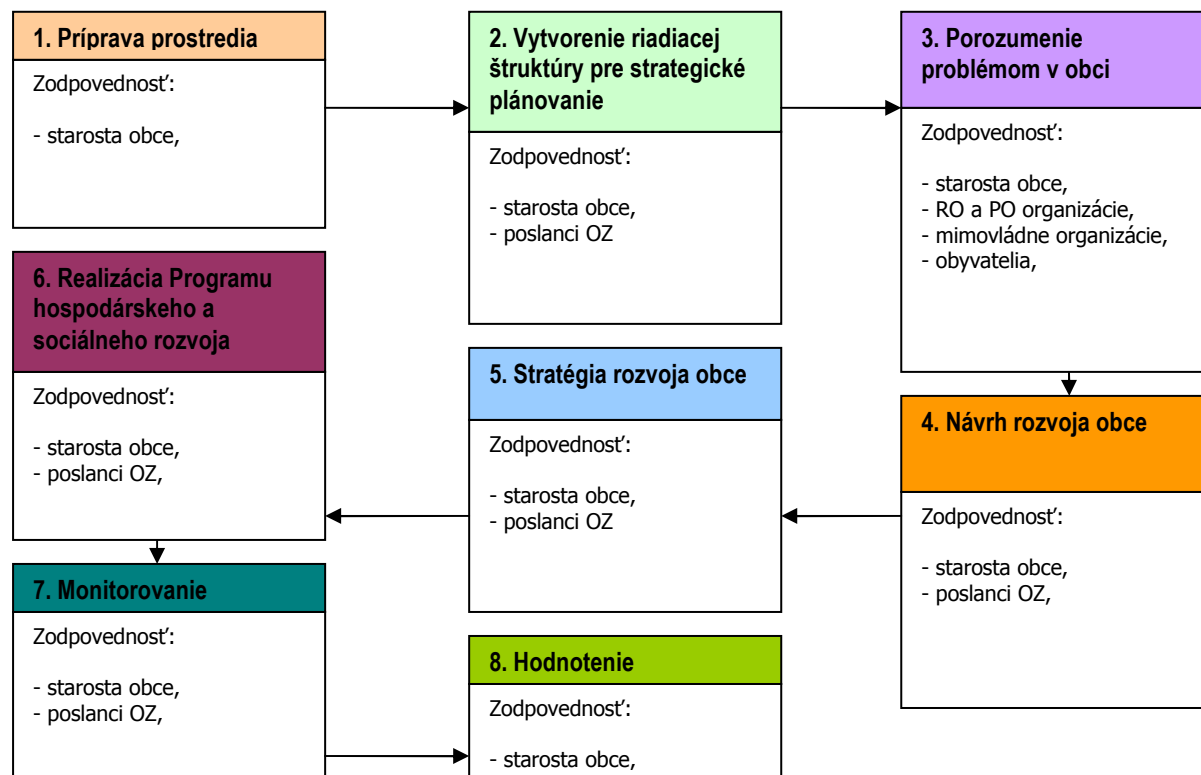 1. Príprava prostredia
Zodpovednosť:
- starosta obce,
2. Vytvorenie riadiacej
štruktúry pre strategické
plánovanie
Zodpovednosť:
- starosta obce,
- poslanci OZ
3. Porozumenie
problémom v obci
Zodpovednosť:
- starosta obce,
- RO a PO organizácie,
- mimovládne organizácie,
- obyvatelia,
4. Návrh rozvoja obce
Zodpovednosť:
- starosta obce,
- poslanci OZ,
5. Stratégia rozvoja obce
Zodpovednosť:
- starosta obce,
- poslanci OZ
6. Realizácia Programu
hospodárskeho a
sociálneho rozvoja
Zodpovednosť:
- starosta obce,
- poslanci OZ,
7. Monitorovanie
Zodpovednosť:
- starosta obce,
- poslanci OZ,
8. Hodnotenie
Zodpovednosť:
- starosta obce,